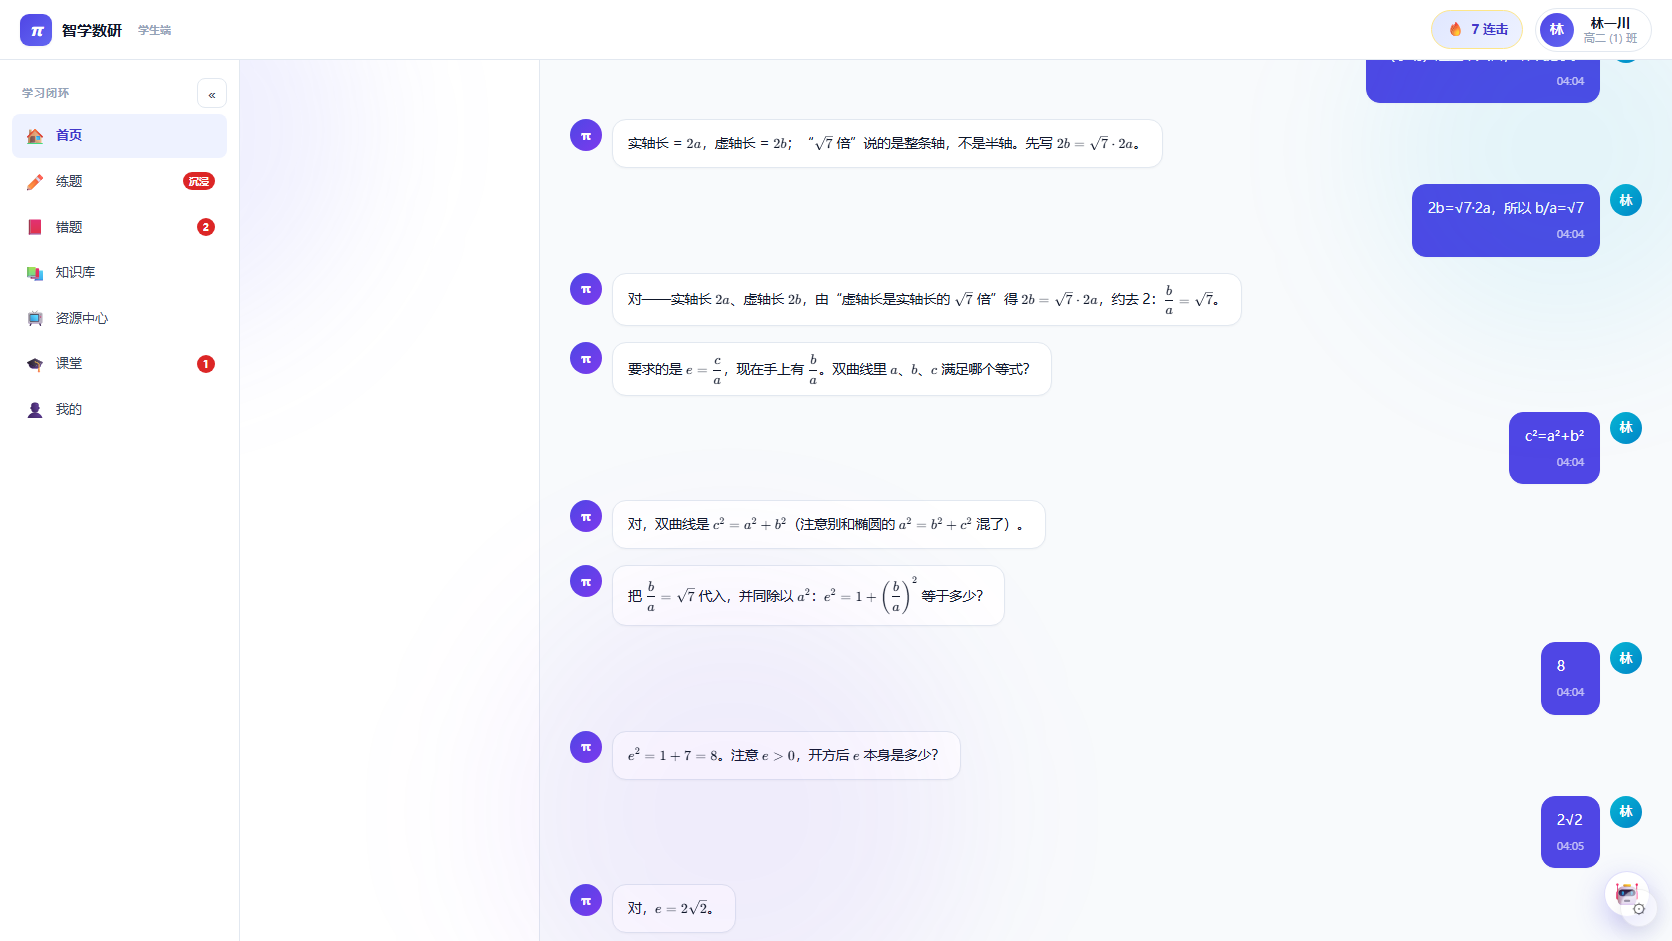 π 智学数研 学生端
7 连击
林 林一川
高二 (1) 班
学习闭环 «
首页
练题 沉浸
错题 2
知识库
资源中心
课堂 1
我的
04:04
π 实轴长 = 2a，虚轴长 = 2b；“√7 倍”说的是整条轴，不是半轴。先写 2b = √7 · 2a。
2b=√7·2a，所以 b/a=√7 林
04:04
π 对——实轴长 2a、虚轴长 2b，由“虚轴长是实轴长的 √7 倍”得 2b = √7 · 2a，约去 2：b/a = √7。
π 要求的是 e = c/a，现在手上有 b/a。双曲线里 a、b、c 满足哪个等式？
c²=a²+b² 林
04:04
π 对，双曲线是 c² = a² + b²（注意别和椭圆的 a² = b² + c² 混了）。
π 把 b/a = √7 代入，并同除以 a²：e² = 1 + (b/a)² 等于多少？
8 林
04:04
π e² = 1 + 7 = 8。注意 e > 0，开方后 e 本身是多少？
2√2 林
04:05
π 对，e = 2√2。